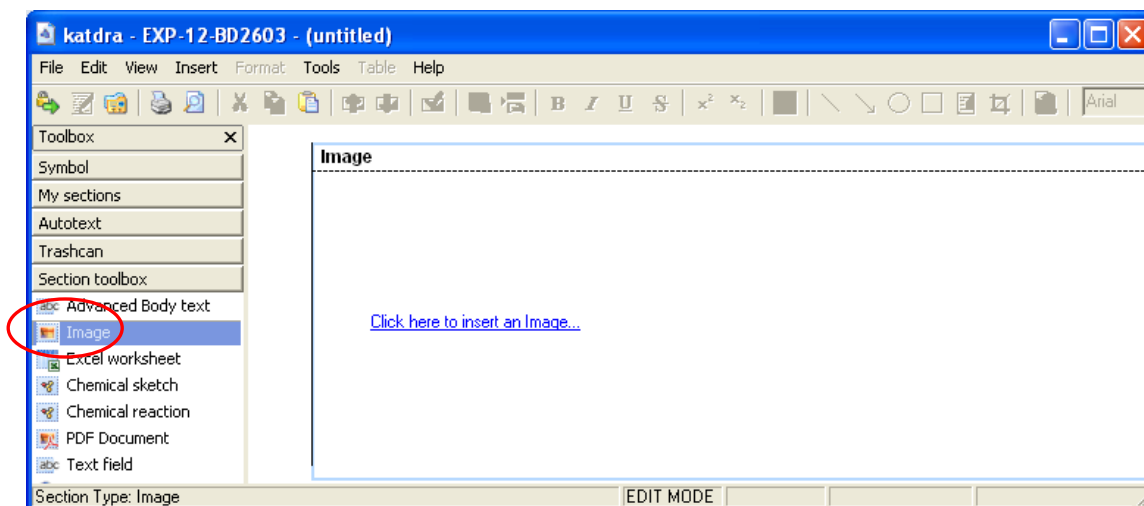 katdra - EXP-12-BD2603 - (untitled)
File Edit View Insert Format Tools Table Help
B I U S x² x₂ Arial
Toolbox x
Symbol
My sections
Autotext
Trashcan
Section toolbox
abc Advanced Body text
Image
Excel worksheet
Chemical sketch
Chemical reaction
PDF Document
abc Text field
Image
Click here to insert an Image...
Section Type: Image EDIT MODE